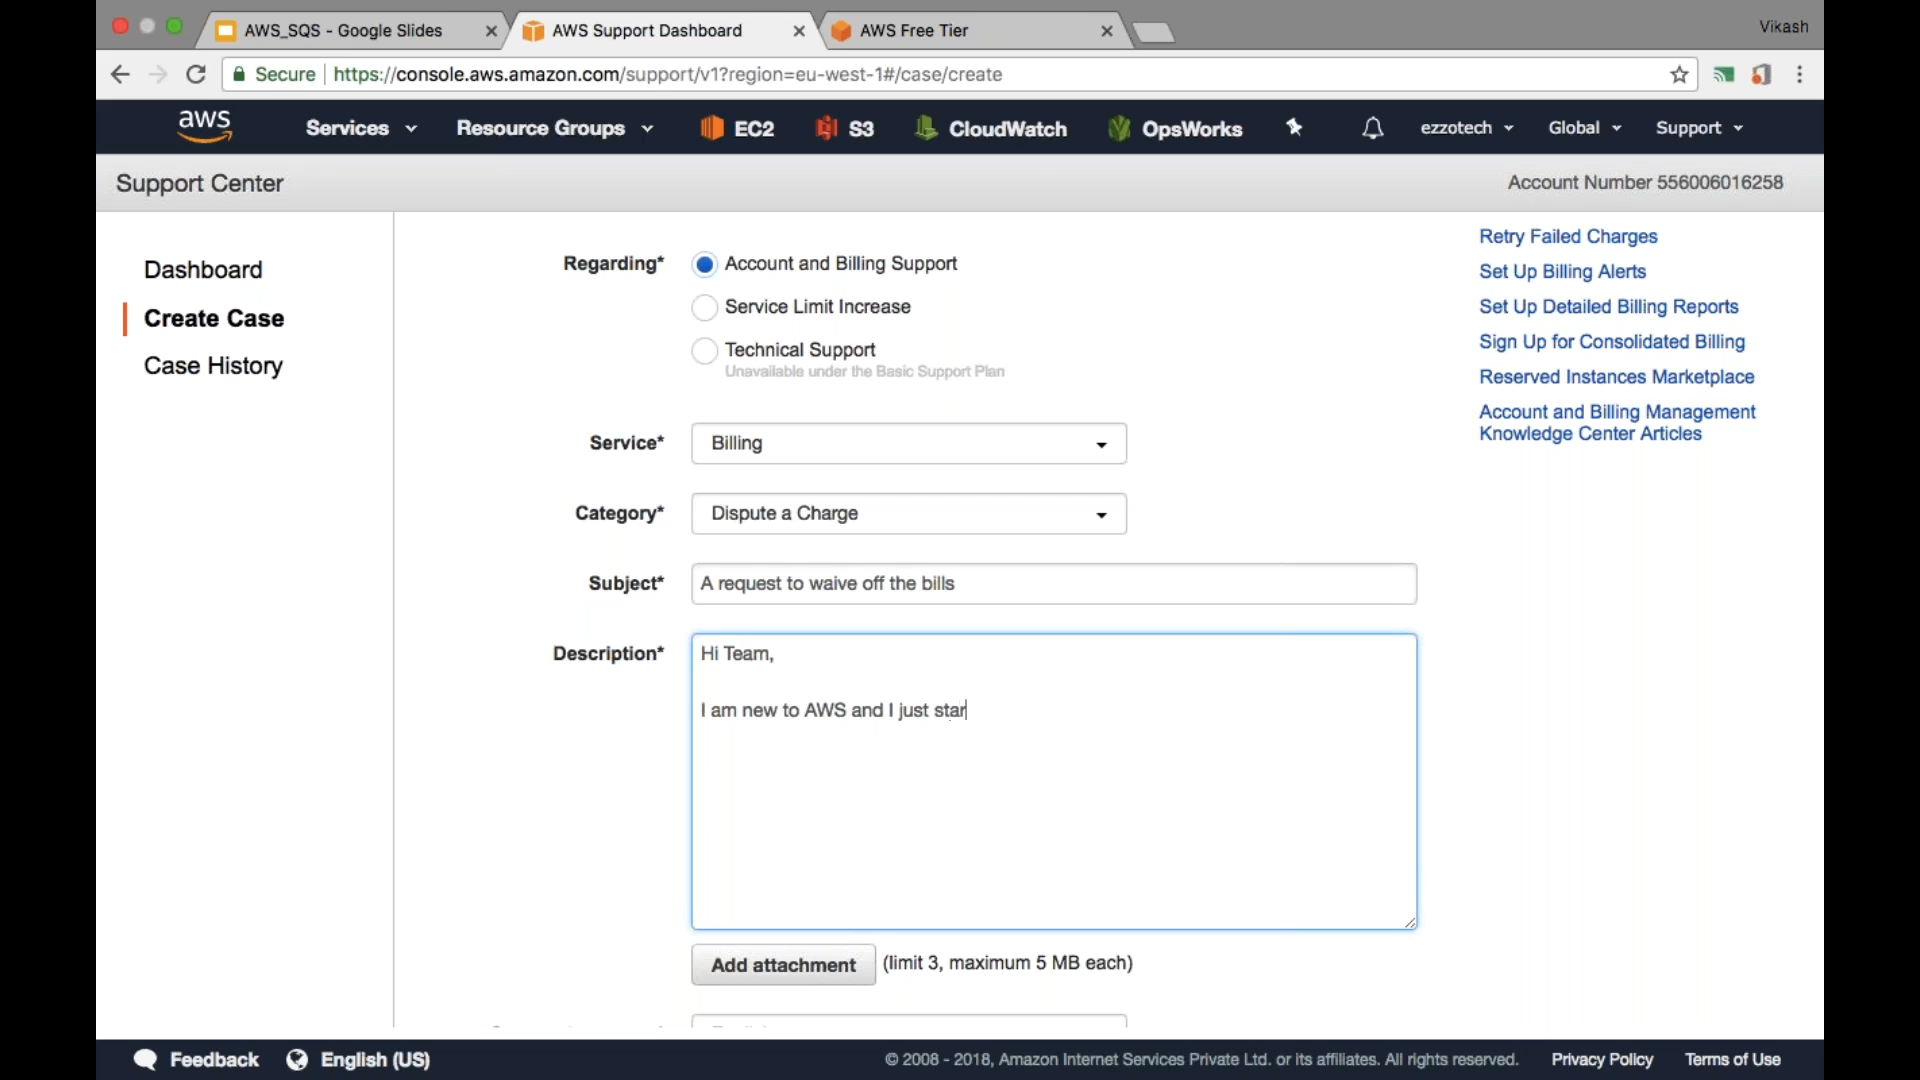 AWS_SQS - Google Slides
AWS Support Dashboard
AWS Free Tier
Vikash
Secure
https://console.aws.amazon.com/support/v1?region=eu-west-1#/case/create
aws
Services
Resource Groups
EC2
S3
CloudWatch
OpsWorks
ezzotech
Global
Support
Support Center
Account Number 556006016258
Dashboard
Create Case
Case History
Regarding*
Account and Billing Support
Service Limit Increase
Technical Support
Unavailable under the Basic Support Plan
Service*
Billing
Category*
Dispute a Charge
Subject*
A request to waive off the bills
Description*
Hi Team,
I am new to AWS and I just star
Add attachment
(limit 3, maximum 5 MB each)
Retry Failed Charges
Set Up Billing Alerts
Set Up Detailed Billing Reports
Sign Up for Consolidated Billing
Reserved Instances Marketplace
Account and Billing Management
Knowledge Center Articles
Feedback
English (US)
© 2008 - 2018, Amazon Internet Services Private Ltd. or its affiliates. All rights reserved.
Privacy Policy
Terms of Use